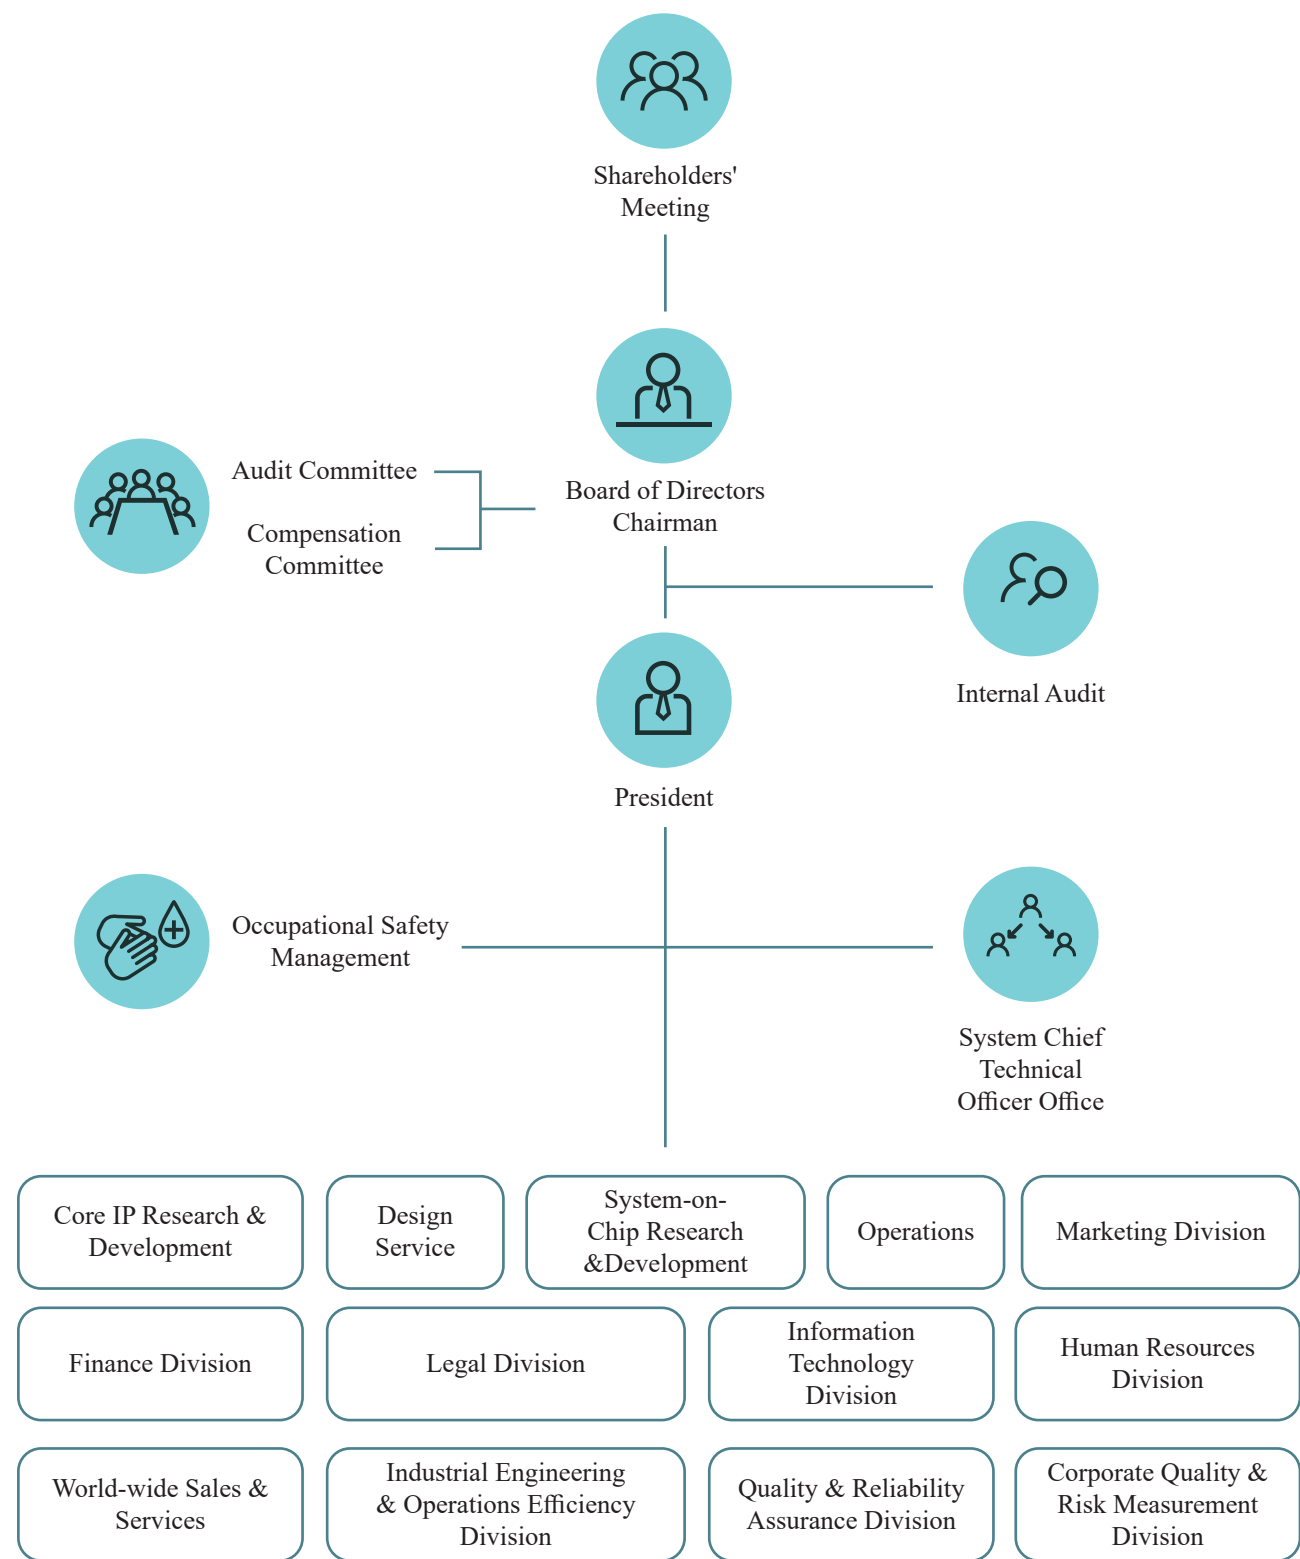 Shareholders'
Meeting
Board of Directors
Chairman
Audit Committee
Compensation
Committee
Internal Audit
President
Occupational Safety
Management
System Chief
Technical
Officer Office
Core IP Research &
Development
Design
Service
System-on-
Chip Research
&Development
Operations
Marketing Division
Finance Division
Legal Division
Information
Technology
Division
Human Resources
Division
World-wide Sales &
Services
Industrial Engineering
& Operations Efficiency
Division
Quality & Reliability
Assurance Division
Corporate Quality &
Risk Measurement
Division